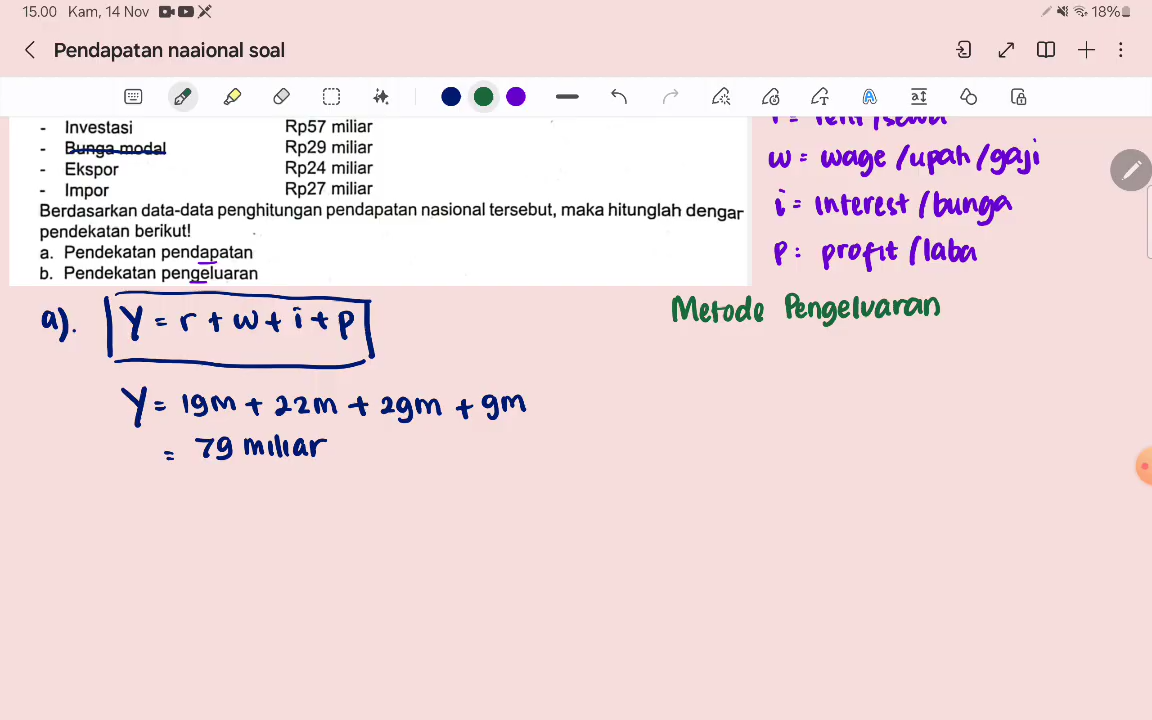 15.00 Kam, 14 Nov 18%
Pendapatan naaional soal
- Investasi Rp57 miliar
- Bunga modal Rp29 miliar
- Ekspor Rp24 miliar
- Impor Rp27 miliar
Berdasarkan data-data penghitungan pendapatan nasional tersebut, maka hitunglah dengar
pendekatan berikut!
a. Pendekatan pendapatan
b. Pendekatan pengeluaran
r = rent/sewa
w = wage/upah/gaji
i = interest/bunga
p: profit/laba
a). Y = r + w + i + p
Y = 19m + 22m + 29m + 9m
= 79 miliar
Metode Pengeluaran